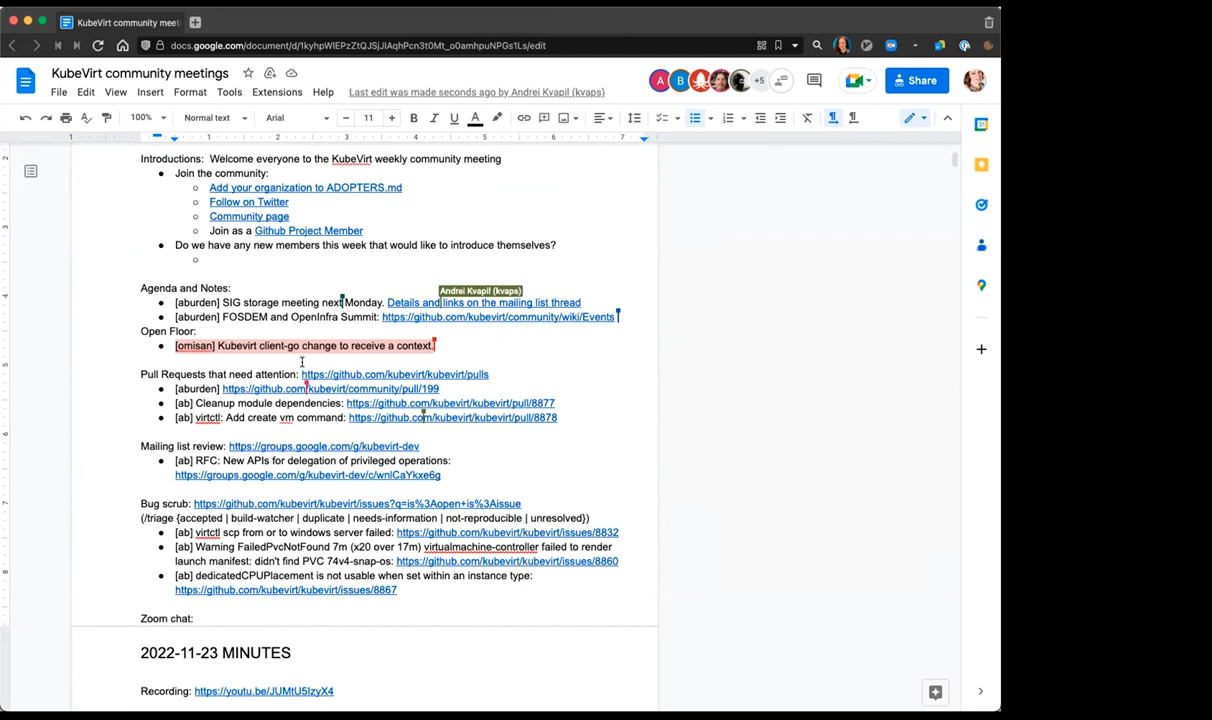 KubeVirt community meeti
docs.google.com/document/d/1kyhpWlEPzZtQJSjJlAqhPcn3t0Mt_o0amhpuNPGs1Ls/edit
KubeVirt community meetings
A B +5 Share
File Edit View Insert Format Tools Extensions Help Last edit was made seconds ago by Andrei Kvapil (kvaps)
100% Normal text Arial 11 B I U A
1 1 2 3 4 5 6 7
Introductions: Welcome everyone to the KubeVirt weekly community meeting
Join the community:
Add your organization to ADOPTERS.md
Follow on Twitter
Community page
Join as a Github Project Member
Do we have any new members this week that would like to introduce themselves?
Agenda and Notes:
Andrei Kvapil (kvaps)
[aburden] SIG storage meeting next Monday. Details and links on the mailing list thread
[aburden] FOSDEM and OpenInfra Summit: https://github.com/kubevirt/community/wiki/Events
Open Floor:
[omisan] Kubevirt client-go change to receive a context.
Pull Requests that need attention: https://github.com/kubevirt/kubevirt/pulls
[aburden] https://github.com/kubevirt/community/pull/199
[ab] Cleanup module dependencies: https://github.com/kubevirt/kubevirt/pull/8877
[ab] virtctl: Add create vm command: https://github.com/kubevirt/kubevirt/pull/8878
Mailing list review: https://groups.google.com/g/kubevirt-dev
[ab] RFC: New APIs for delegation of privileged operations:
https://groups.google.com/g/kubevirt-dev/c/wnlCaYkxe6g
Bug scrub: https://github.com/kubevirt/kubevirt/issues?q=is%3Aopen+is%3Aissue
(/triage {accepted | build-watcher | duplicate | needs-information | not-reproducible | unresolved})
[ab] virtctl scp from or to windows server failed: https://github.com/kubevirt/kubevirt/issues/8832
[ab] Warning FailedPvcNotFound 7m (x20 over 17m) virtualmachine-controller failed to render
launch manifest: didn't find PVC 74v4-snap-os: https://github.com/kubevirt/kubevirt/issues/8860
[ab] dedicatedCPUPlacement is not usable when set within an instance type:
https://github.com/kubevirt/kubevirt/issues/8867
Zoom chat:
2022-11-23 MINUTES
Recording: https://youtu.be/JUMtU5IzyX4